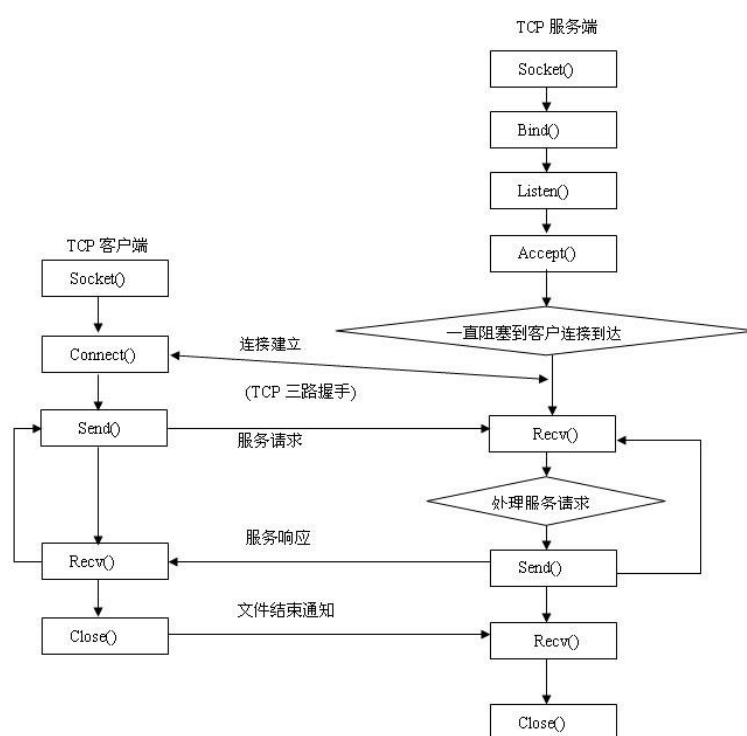 TCP 服务端
Socket()
Bind()
Listen()
Accept()
一直阻塞到客户连接到达
TCP 客户端
Socket()
Connect()
连接建立
(TCP 三路握手)
Send()
服务请求
Recv()
处理服务请求
服务响应
Recv()
Send()
文件结束通知
Close()
Recv()
Close()